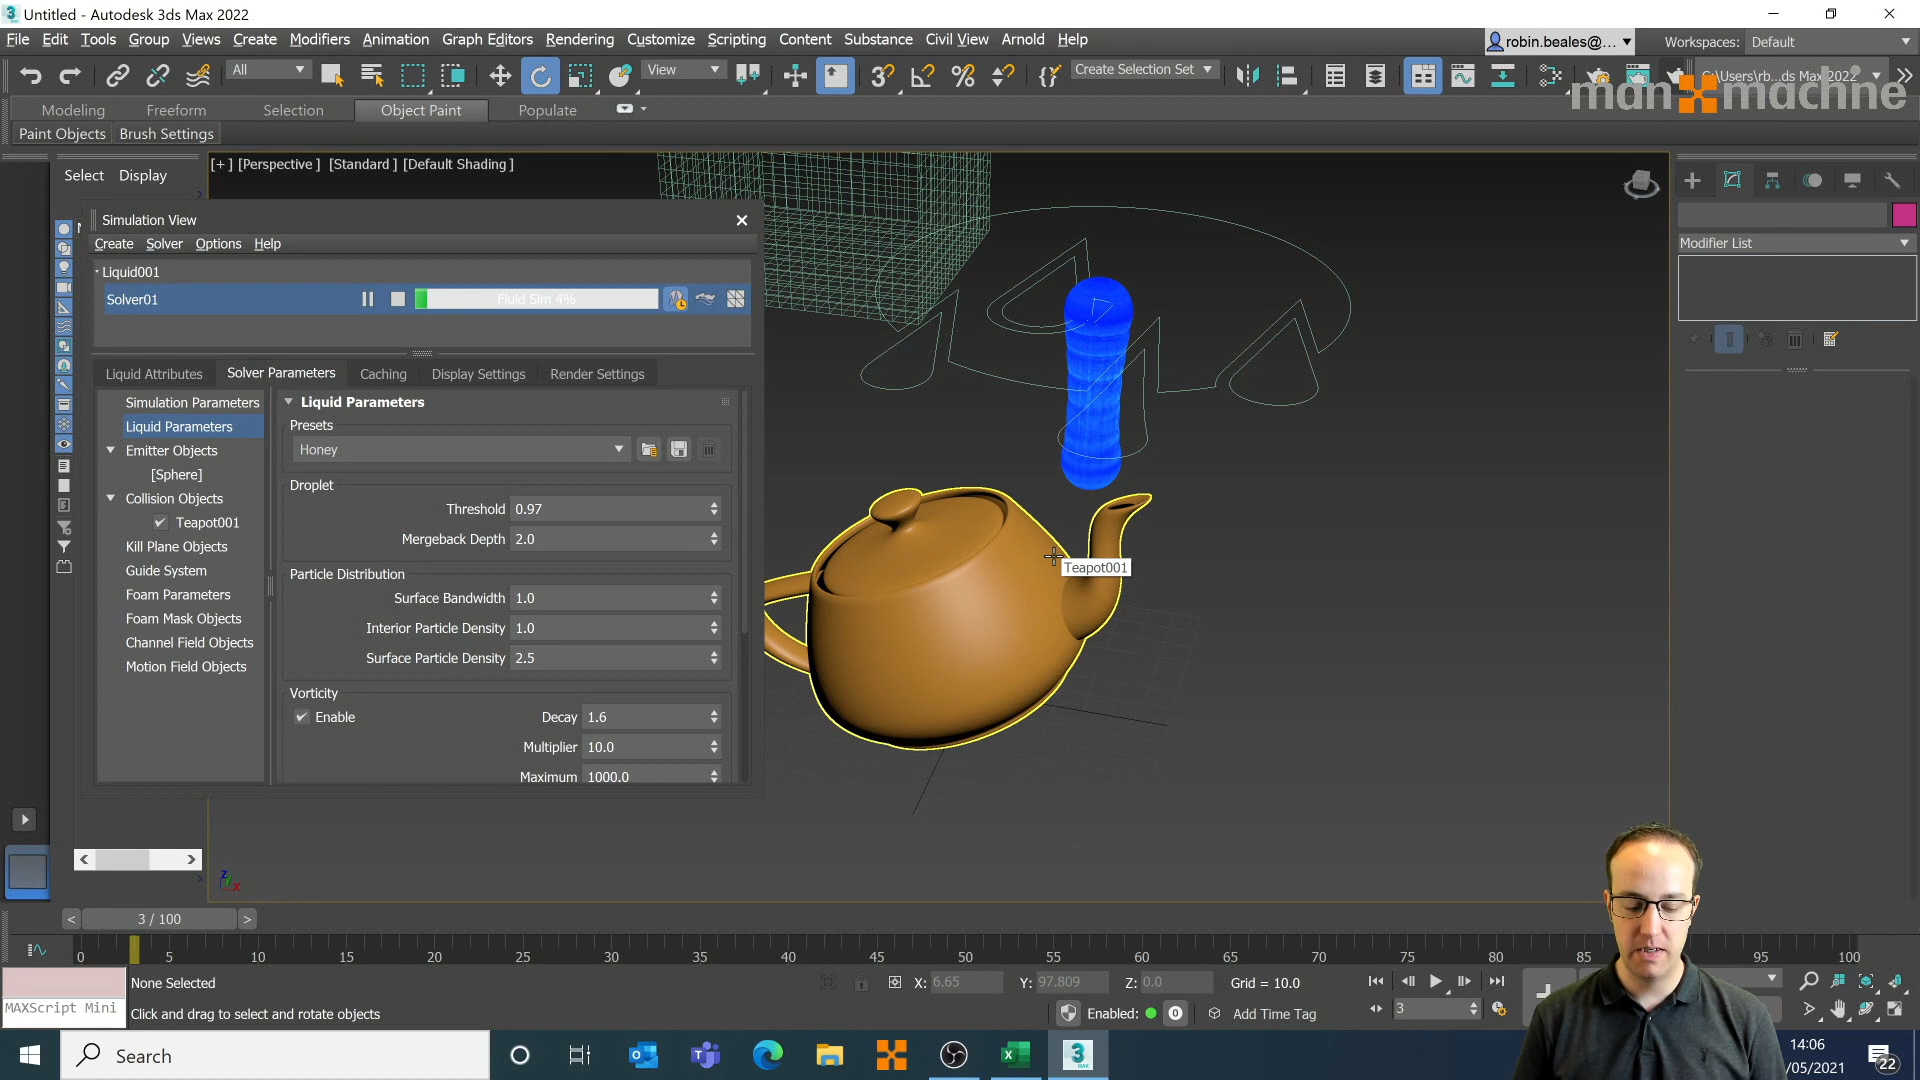 Untitled - Autodesk 3ds Max 2022
File Edit Tools Group Views Create Modifiers Animation Graph Editors Rendering Customize Scripting Content Substance Civil View Arnold Help
robin.beales@...
Workspaces: Default
All
View
Create Selection Set
C:\Users\rb...ds Max 2022
man machine
Modeling Freeform Selection Object Paint Populate
Paint Objects Brush Settings
[+] [Perspective] [Standard] [Default Shading]
Select Display
Simulation View
Create Solver Options Help
Liquid001
Solver01
Fluid Sim 4%
Liquid Attributes Solver Parameters Caching Display Settings Render Settings
Simulation Parameters
Liquid Parameters
Emitter Objects
[Sphere]
Collision Objects
Teapot001
Kill Plane Objects
Guide System
Foam Parameters
Foam Mask Objects
Channel Field Objects
Motion Field Objects
Liquid Parameters
Presets
Honey
Droplet
Threshold 0.97
Mergeback Depth 2.0
Particle Distribution
Surface Bandwidth 1.0
Interior Particle Density 1.0
Surface Particle Density 2.5
Vorticity
Enable Decay 1.6
Multiplier 10.0
Maximum 1000.0
Teapot001
Modifier List
z
x
3 / 100
0 5 10 15 20 25 30 35 40 45 50 55 60 65 70 75 80 85 95 100
None Selected
X: 6.65 Y: 97.809 Z: 0.0 Grid = 10.0
MAXScript Mini
Click and drag to select and rotate objects
Enabled: 0 Add Time Tag
3
Search
3
MAX
14:06
/05/2021
22